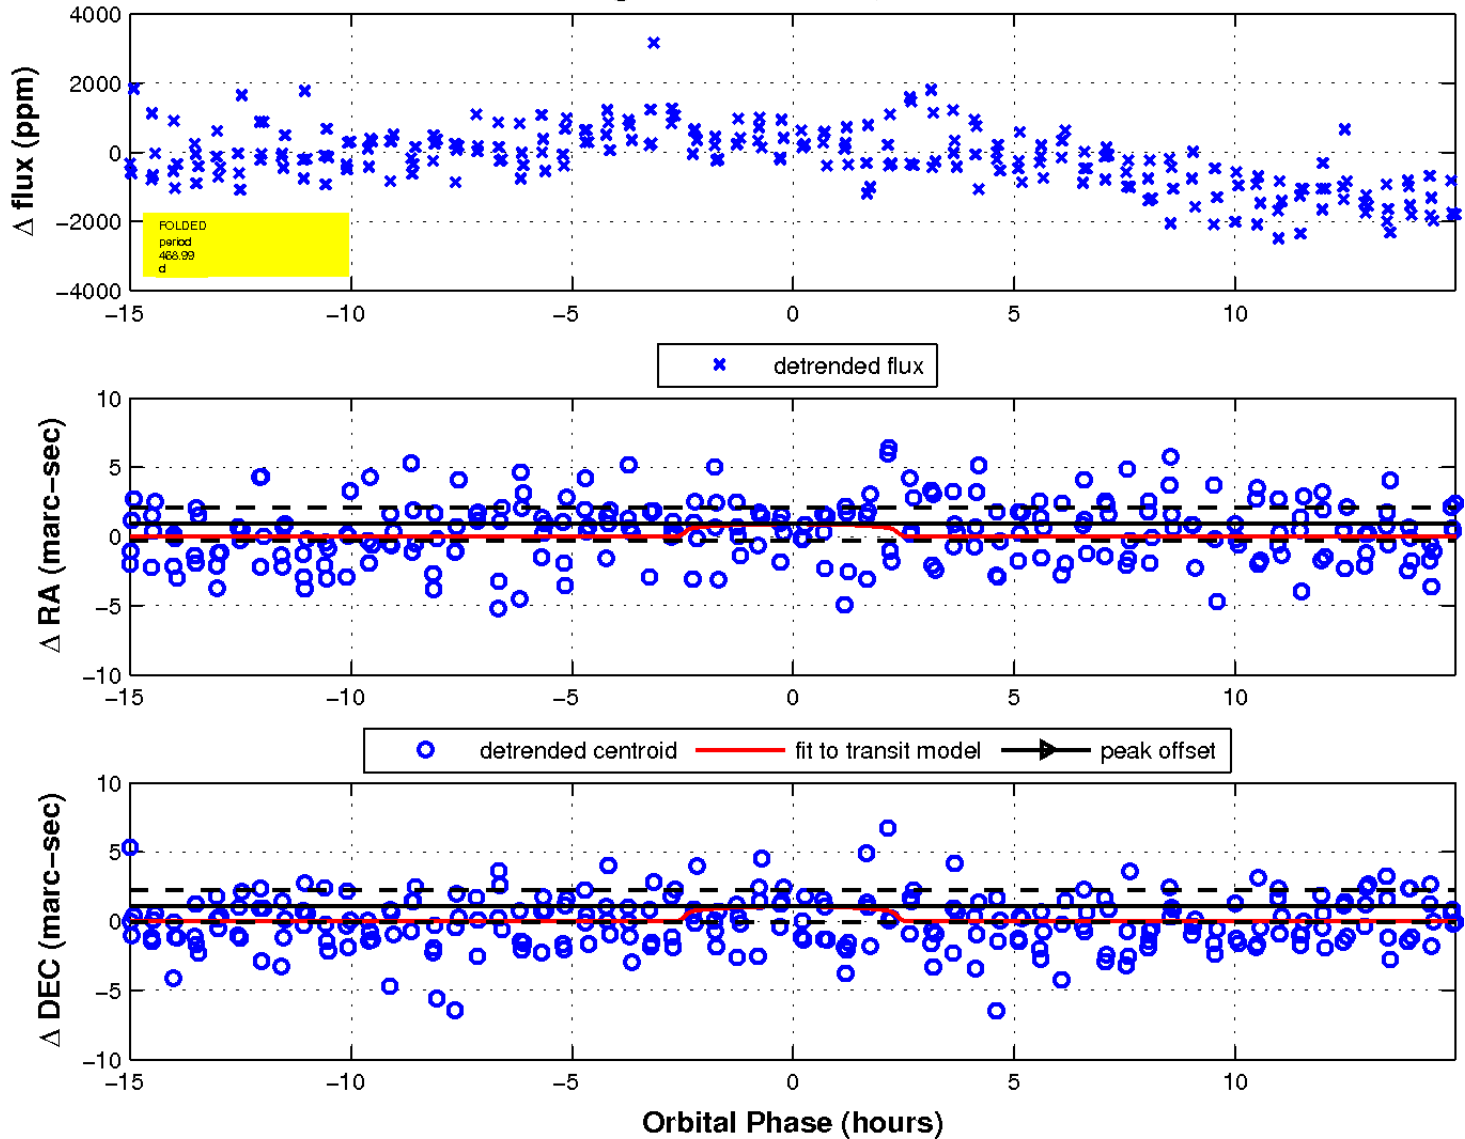 4000
2000
0
−2000
−4000
Δ flux (ppm)
FOLDED
period
468.99
d
−15 −10 −5 0 5 10
detrended flux
10
5
0
−5
−10
Δ RA (marc−sec)
−15 −10 −5 0 5 10
detrended centroid fit to transit model peak offset
10
5
0
−5
−10
Δ DEC (marc−sec)
−15 −10 −5 0 5 10
Orbital Phase (hours)